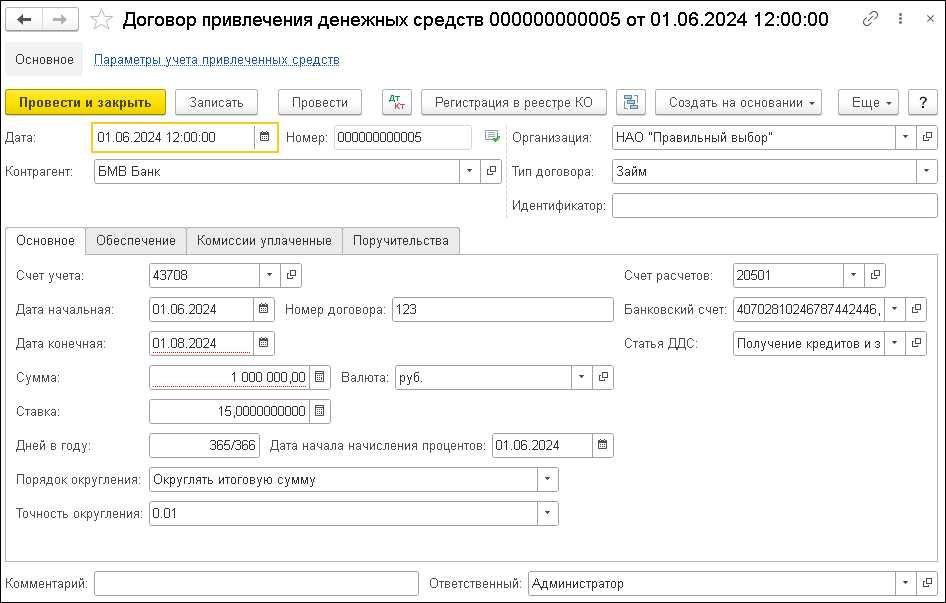 Договор привлечения денежных средств 000000000005 от 01.06.2024 12:00:00
Основное Параметры учета привлеченных средств
Провести и закрыть Записать Провести Дт Кт Регистрация в реестре КО Создать на основании Еще ?
Дата: 01.06.2024 12:00:00 Номер: 000000000005 Организация: НАО "Правильный выбор"
Контрагент: БМВ Банк Тип договора: Займ
Идентификатор:
Основное Обеспечение Комиссии уплаченные Поручительства
Счет учета: 43708 Счет расчетов: 20501
Дата начальная: 01.06.2024 Номер договора: 123 Банковский счет: 40702810246787442446,
Дата конечная: 01.08.2024 Статья ДДС: Получение кредитов и з
Сумма: 1 000 000,00 Валюта: руб.
Ставка: 15,0000000000
Дней в году: 365/366 Дата начала начисления процентов: 01.06.2024
Порядок округления: Округлять итоговую сумму
Точность округления: 0.01
Комментарий: Ответственный: Администратор